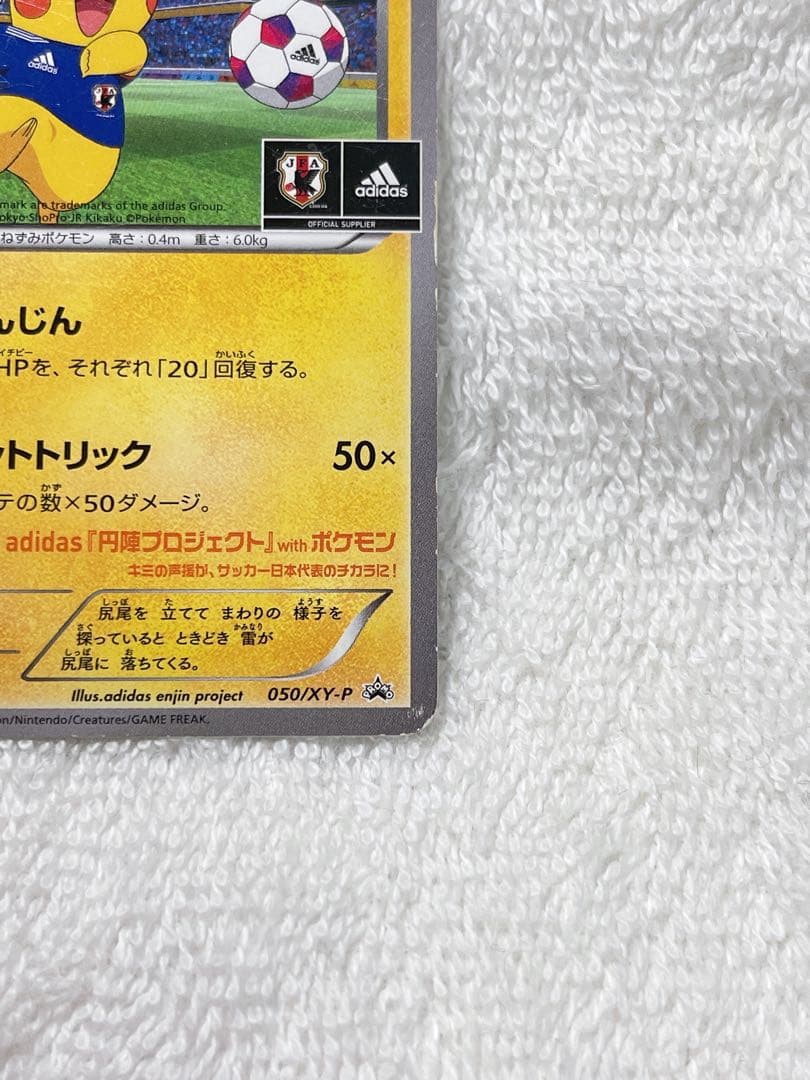 adidas
adidas
JFA
adidas
OFFICIAL SUPPLIER
mark are trademarks of the adidas Group.
okyo·ShoPro·JR Kikaku ©Pokémon
ねずみポケモン 高さ:0.4m 重さ:6.0kg
んじん
HPを、それぞれ「20」回復する。
ットトリック 50×
テの数×50ダメージ。
adidas『円陣プロジェクト』with ポケモン
キミの声援が、サッカー日本代表のチカラに!
尻尾を 立てて まわりの 様子を
探っていると ときどき 雷が
尻尾に 落ちてくる。
Illus.adidas enjin project 050/XY-P PROMO
on/Nintendo/Creatures/GAME FREAK.